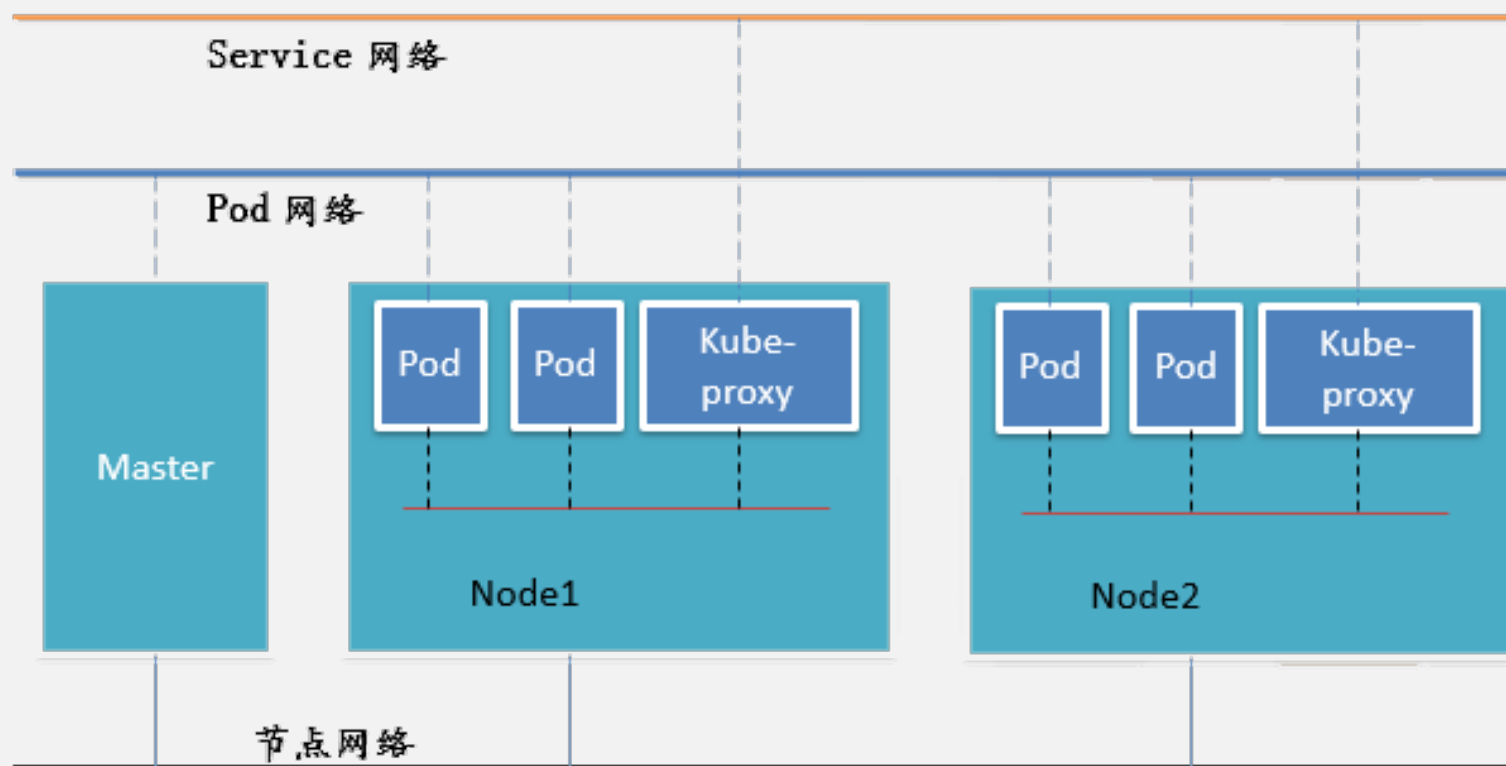 Service 网络
Pod 网络
Master
Pod
Pod
Kube-
proxy
Node1
Pod
Pod
Kube-
proxy
Node2
节点网络